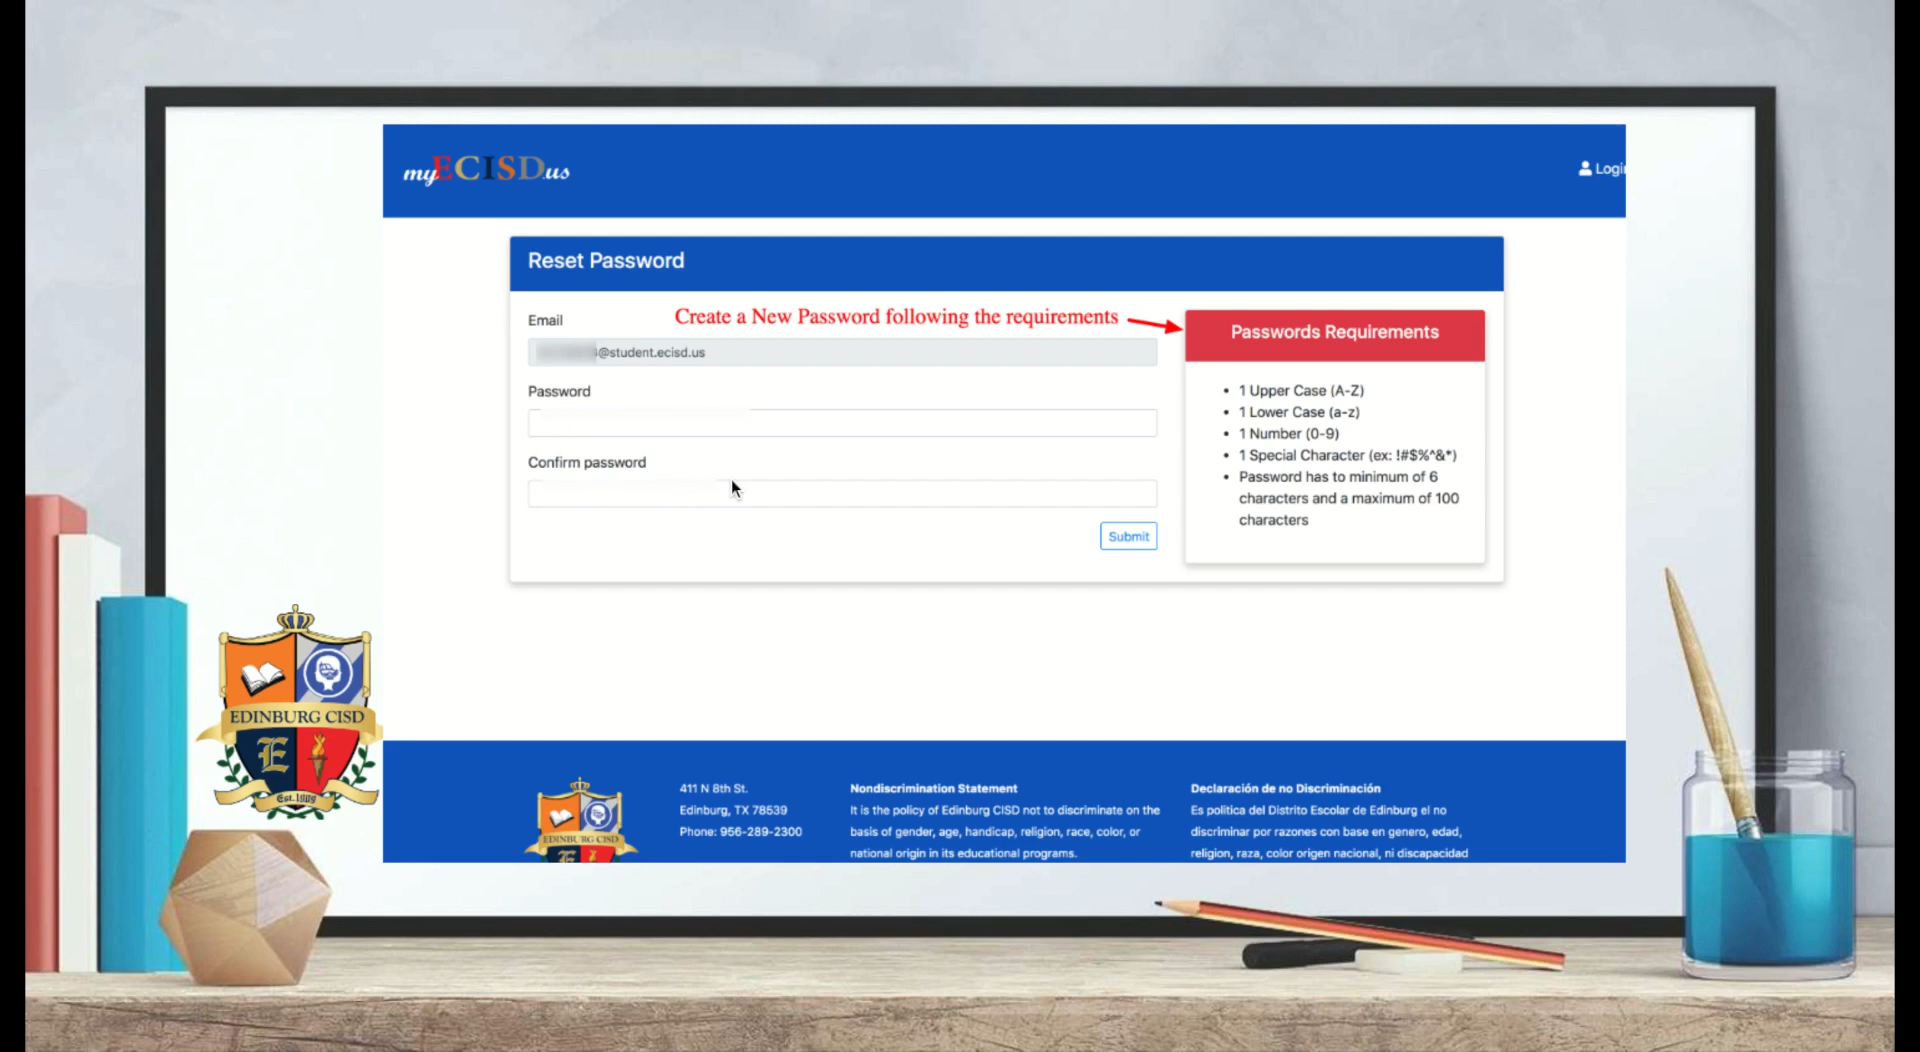 myECISD.us
Login
Reset Password
Email
Create a New Password following the requirements
@student.ecisd.us
Password
Confirm password
Submit
Passwords Requirements
• 1 Upper Case (A-Z)
• 1 Lower Case (a-z)
• 1 Number (0-9)
• 1 Special Character (ex: !#$%^&*)
• Password has to minimum of 6
characters and a maximum of 100
characters
EDINBURG CISD
E
Est. 1909
EDINBURG CISD
E
411 N 8th St.
Edinburg, TX 78539
Phone: 956-289-2300
Nondiscrimination Statement
It is the policy of Edinburg CISD not to discriminate on the
basis of gender, age, handicap, religion, race, color, or
national origin in its educational programs.
Declaración de no Discriminación
Es politica del Distrito Escolar de Edinburg el no
discriminar por razones con base en genero, edad,
religion, raza, color origen nacional, ni discapacidad